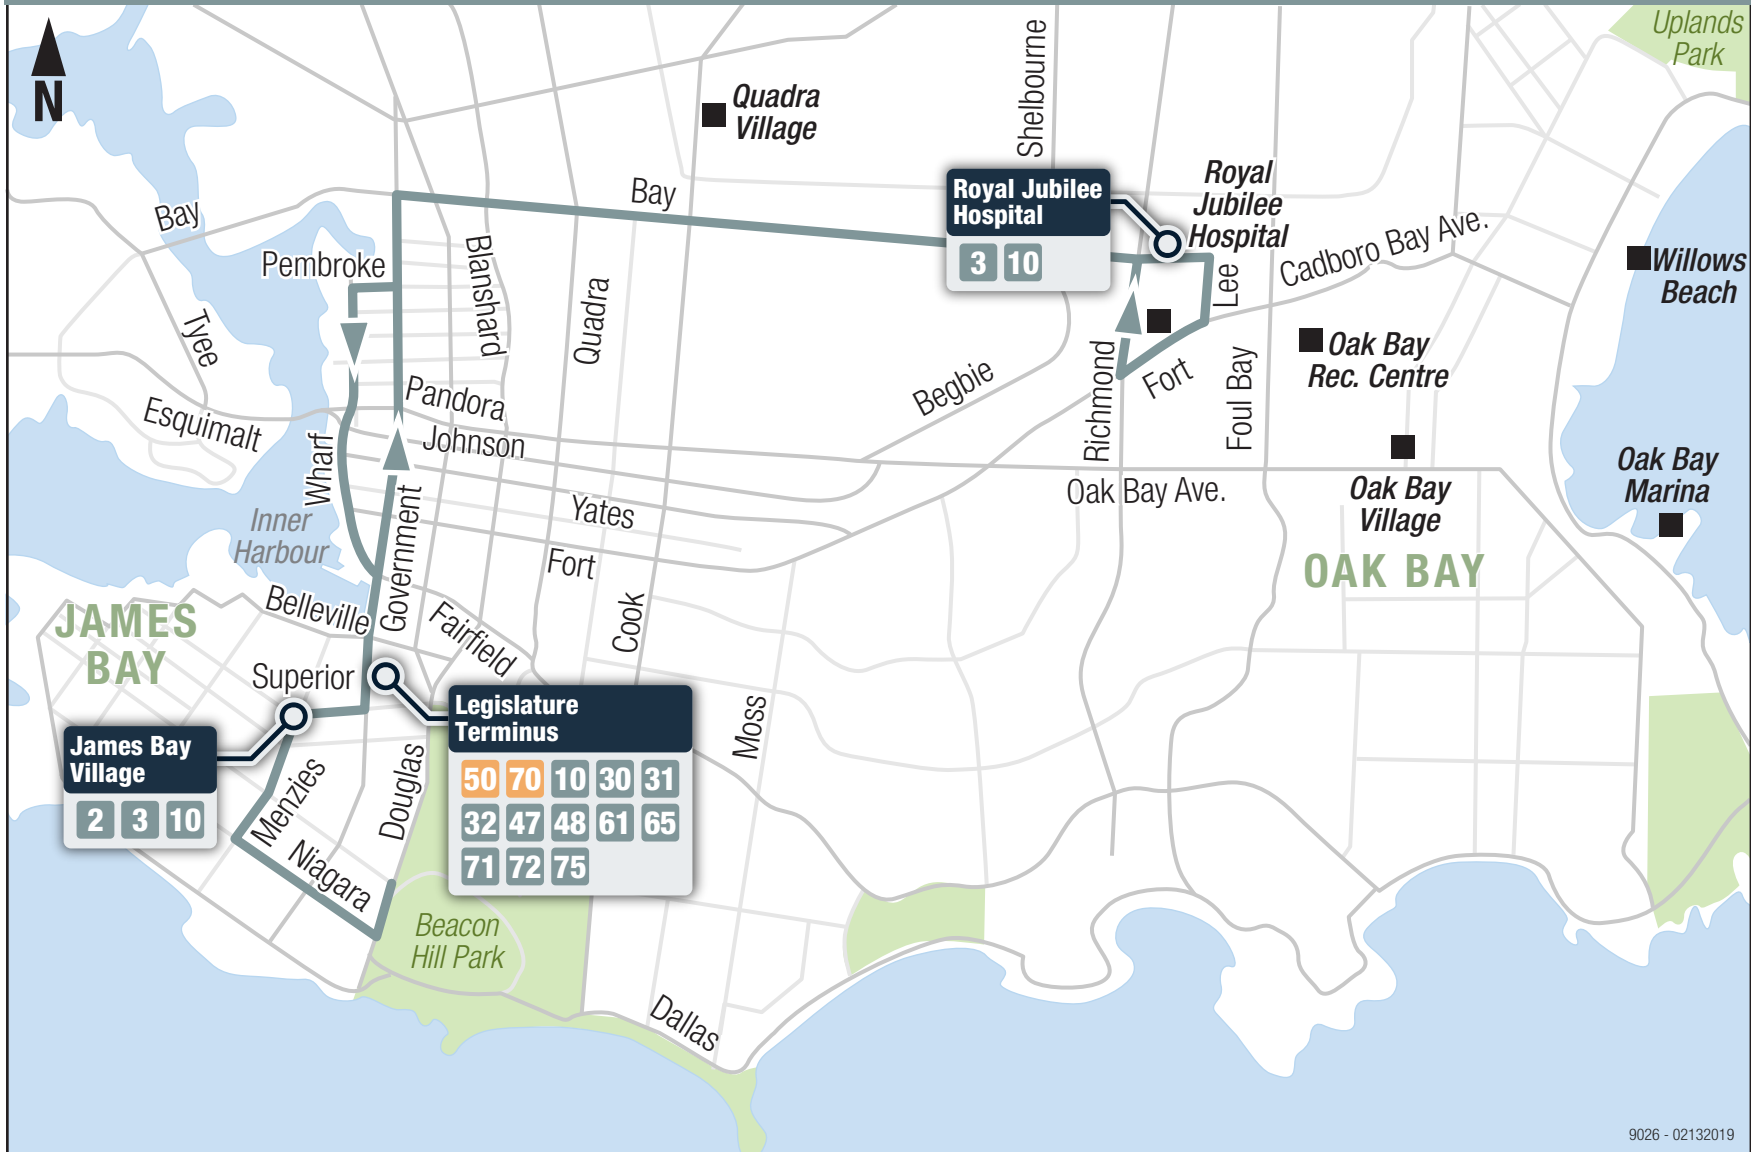 N
Uplands
Park
Quadra
Village
Shelbourne
Royal Jubilee
Hospital
3 10
Royal
Jubilee
Hospital
Bay
Bay
Cadboro Bay Ave.
Willows
Beach
Pembroke
Blanshard
Quadra
Lee
Tyee
Oak Bay
Rec. Centre
Begbie
Richmond
Fort
Foul Bay
Pandora
Esquimalt
Johnson
Wharf
Oak Bay
Marina
Oak Bay Ave.
Oak Bay
Village
Yates
Inner
Harbour
Government
Fort
OAK BAY
Belleville
Fairfield
Cook
JAMES
BAY
Superior
Legislature
Terminus
50 70 10 30 31
32 47 48 61 65
71 72 75
James Bay
Village
2 3 10
Moss
Douglas
Menzies
Niagara
Beacon
Hill Park
Dallas
9026 - 02132019